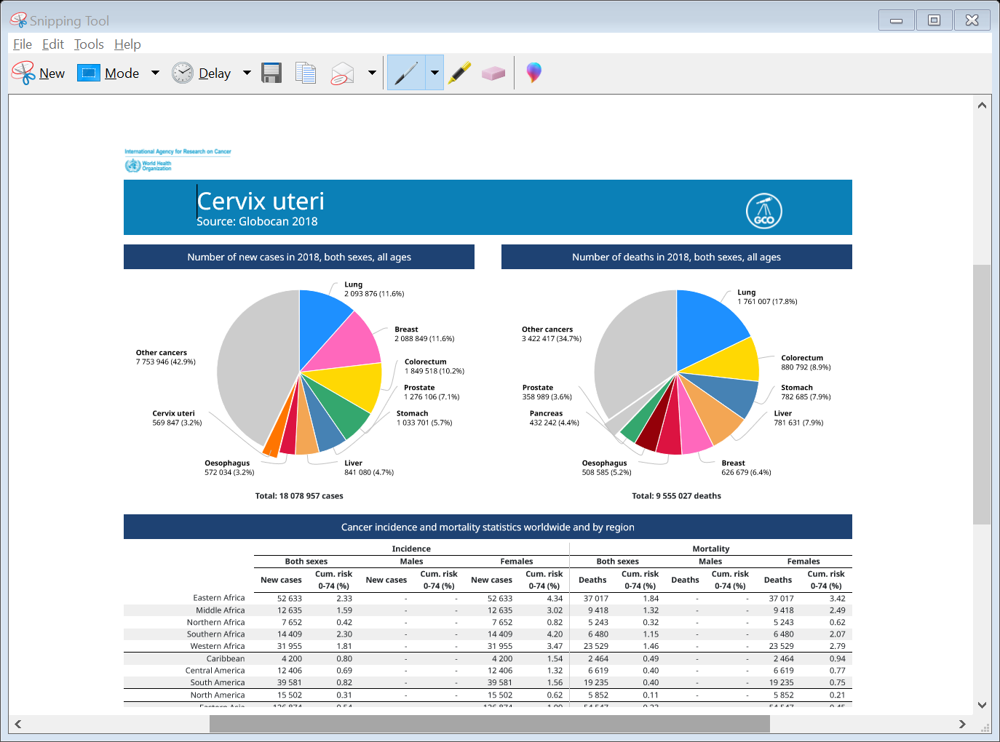 Snipping Tool
File Edit Tools Help
New Mode Delay
International Agency for Research on Cancer
World Health
Organization
Cervix uteri
Source: Globocan 2018
GCO
Number of new cases in 2018, both sexes, all ages
Lung
2 093 876 (11.6%)
Breast
2 088 849 (11.6%)
Colorectum
1 849 518 (10.2%)
Prostate
1 276 106 (7.1%)
Stomach
1 033 701 (5.7%)
Liver
841 080 (4.7%)
Oesophagus
572 034 (3.2%)
Cervix uteri
569 847 (3.2%)
Other cancers
7 753 946 (42.9%)
Total: 18 078 957 cases
Number of deaths in 2018, both sexes, all ages
Lung
1 761 007 (17.8%)
Colorectum
880 792 (8.9%)
Stomach
782 685 (7.9%)
Liver
781 631 (7.9%)
Breast
626 679 (6.4%)
Oesophagus
508 585 (5.2%)
Pancreas
432 242 (4.4%)
Prostate
358 989 (3.6%)
Other cancers
3 422 417 (34.7%)
Total: 9 555 027 deaths
Cancer incidence and mortality statistics worldwide and by region
Incidence Mortality
Both sexes Males Females Both sexes Males Females
New cases Cum. risk 0-74 (%) New cases Cum. risk 0-74 (%) New cases Cum. risk 0-74 (%) Deaths Cum. risk 0-74 (%) Deaths Cum. risk 0-74 (%) Deaths Cum. risk 0-74 (%)
Eastern Africa 52 633 2.33 - - 52 633 4.34 37 017 1.84 - - 37 017 3.42
Middle Africa 12 635 1.59 - - 12 635 3.02 9 418 1.32 - - 9 418 2.49
Northern Africa 7 652 0.42 - - 7 652 0.82 5 243 0.32 - - 5 243 0.62
Southern Africa 14 409 2.30 - - 14 409 4.20 6 480 1.15 - - 6 480 2.07
Western Africa 31 955 1.81 - - 31 955 3.47 23 529 1.46 - - 23 529 2.79
Caribbean 4 200 0.80 - - 4 200 1.54 2 464 0.49 - - 2 464 0.94
Central America 12 406 0.69 - - 12 406 1.32 6 619 0.40 - - 6 619 0.77
South America 39 581 0.82 - - 39 581 1.56 19 235 0.40 - - 19 235 0.75
North America 15 502 0.31 - - 15 502 0.62 5 852 0.11 - - 5 852 0.21